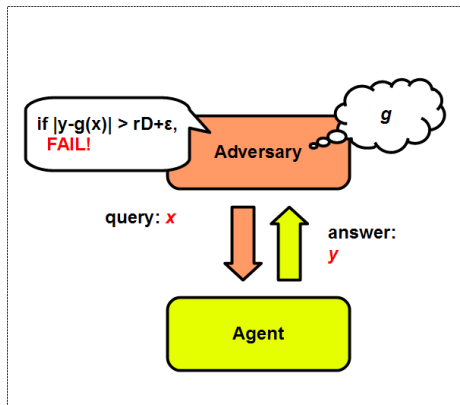 if |y-g(x)| > rD+ε,
FAIL!
g
Adversary
query: x
answer:
y
Agent